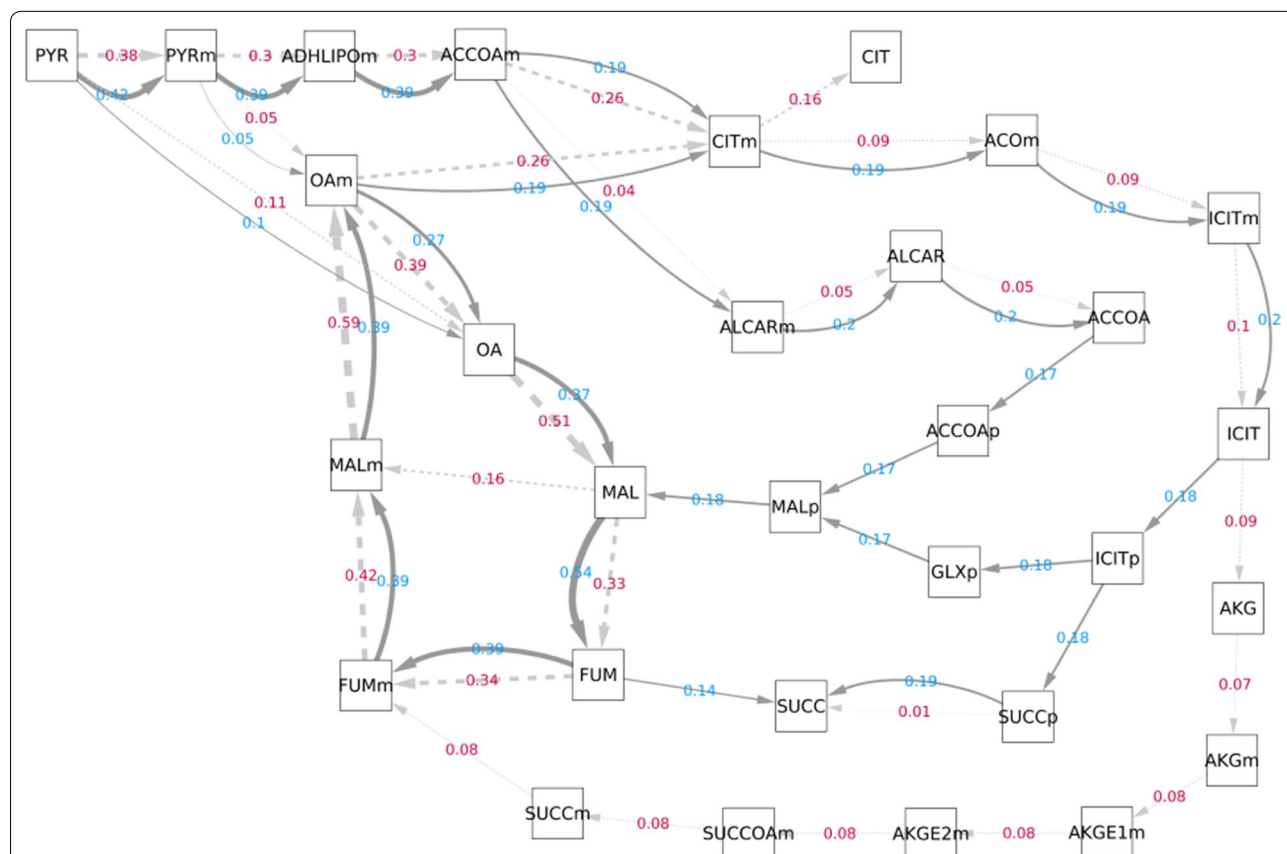 PYR 0.38 PYRm 0.3 ADHLIPOm 0.3 ACCOAm CIT
0.42 0.39 0.39 0.19
0.26
0.16
0.05
0.05 CITm 0.09 ACOm
OAm 0.26 0.19 0.19 0.09
0.04
0.11 0.19 0.19 ICITm
0.1
0.27 ALCAR
0.39 0.05 0.05
0.59 0.39 ALCARm 0.2 0.2 ACCOA 0.1 0.2
OA
0.17
0.37
0.51 ACCOAp ICIT
MALm 0.17
0.16 0.18
MAL 0.18 MALp
0.09
0.17
0.54 0.33 GLXp 0.18 ICITp
0.42 0.39
AKG
0.18
0.39
FUMm 0.34 FUM 0.14 0.19 0.07
SUCC 0.01 SUCCp
0.08 AKGm
0.08
SUCCm 0.08 SUCCOAm 0.08 AKGE2m 0.08 AKGE1m